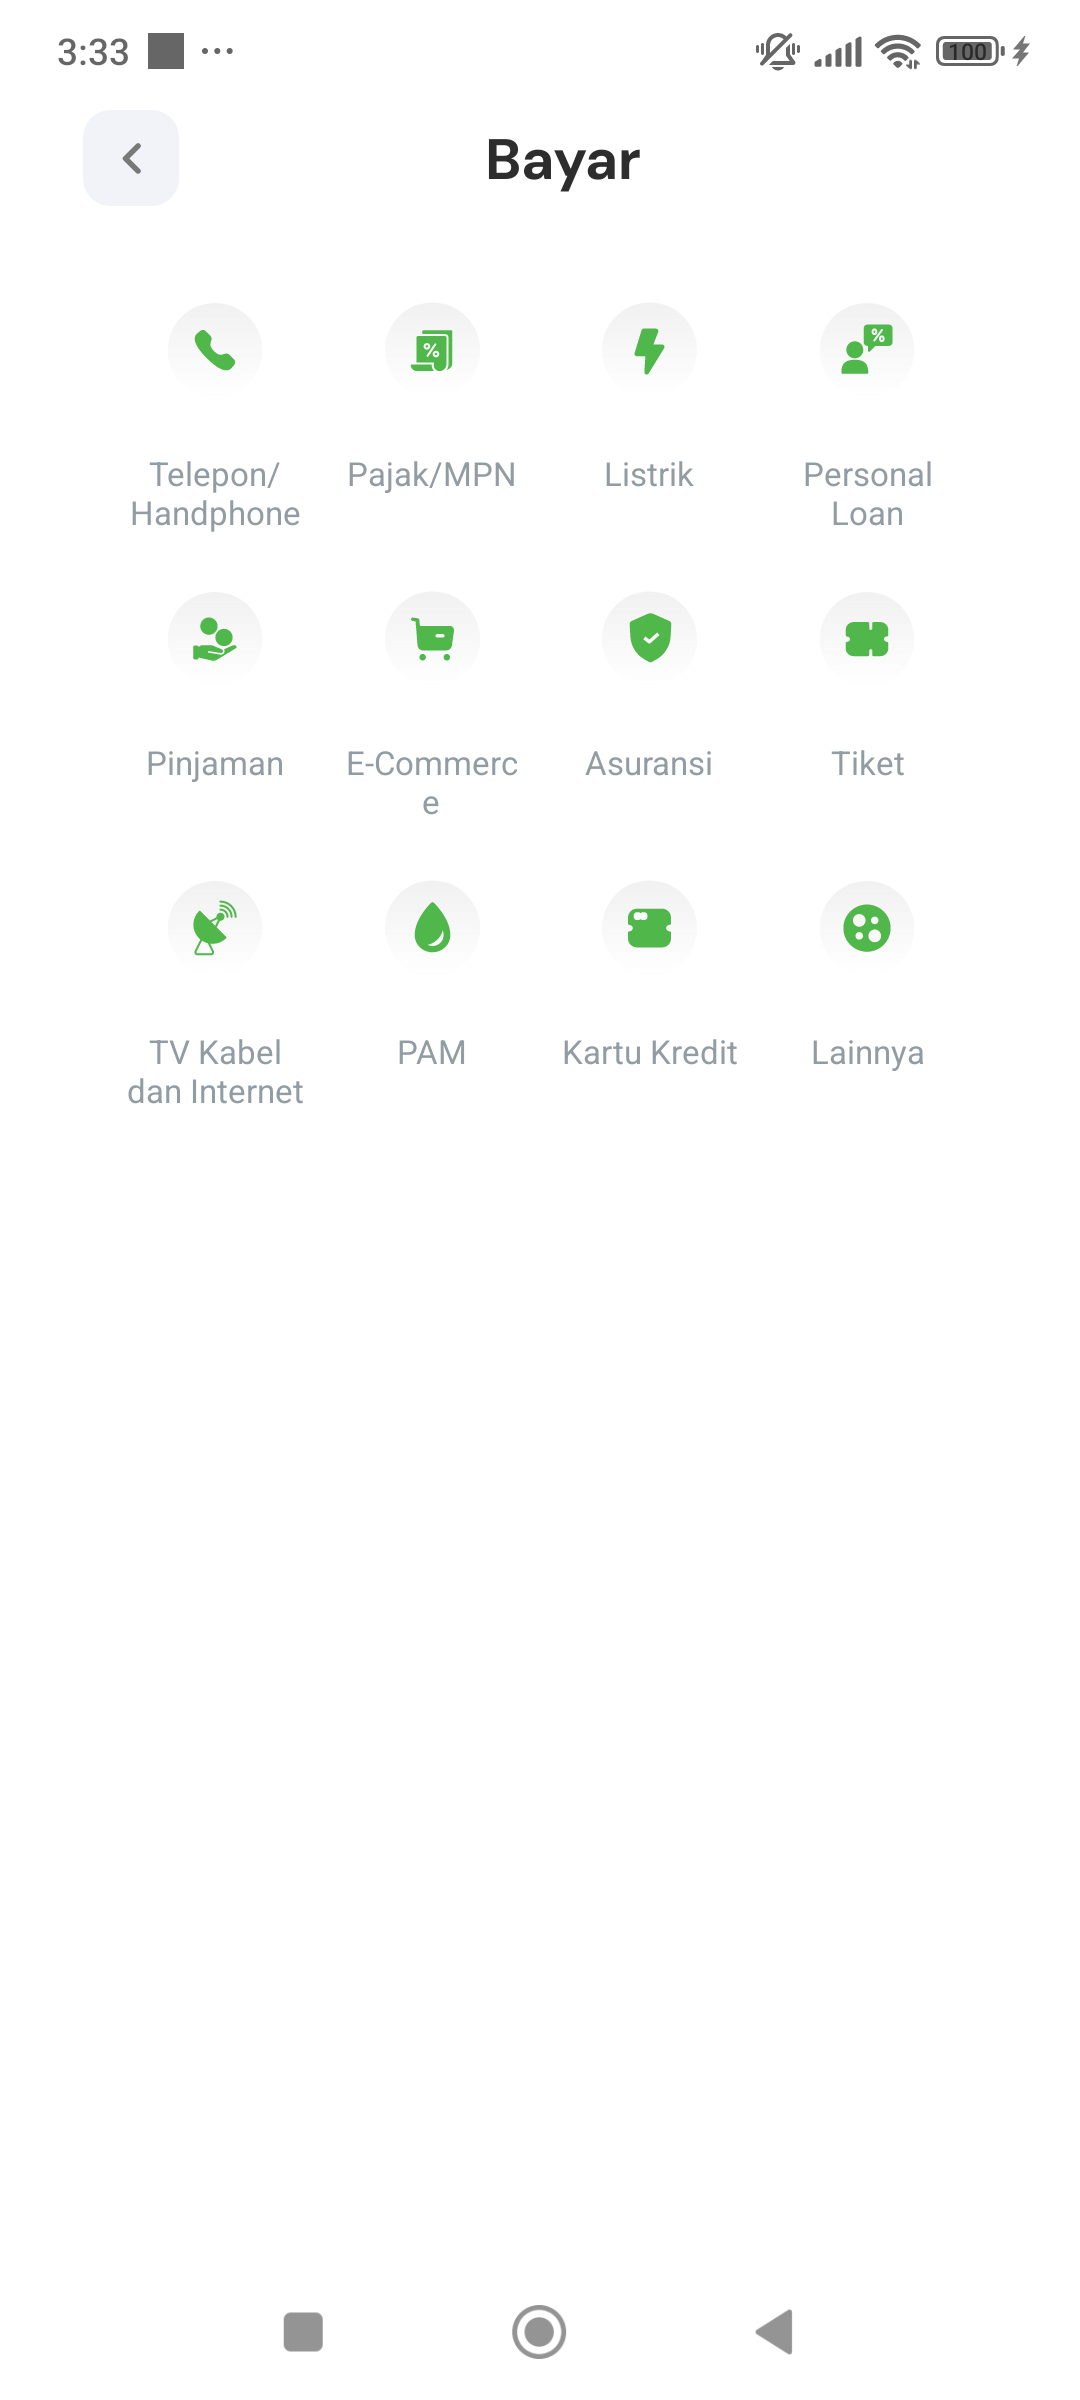 3:33
100
Bayar
Telepon/
Handphone
Pajak/MPN
Listrik
Personal
Loan
Pinjaman
E-Commerc
e
Asuransi
Tiket
TV Kabel
dan Internet
PAM
Kartu Kredit
Lainnya